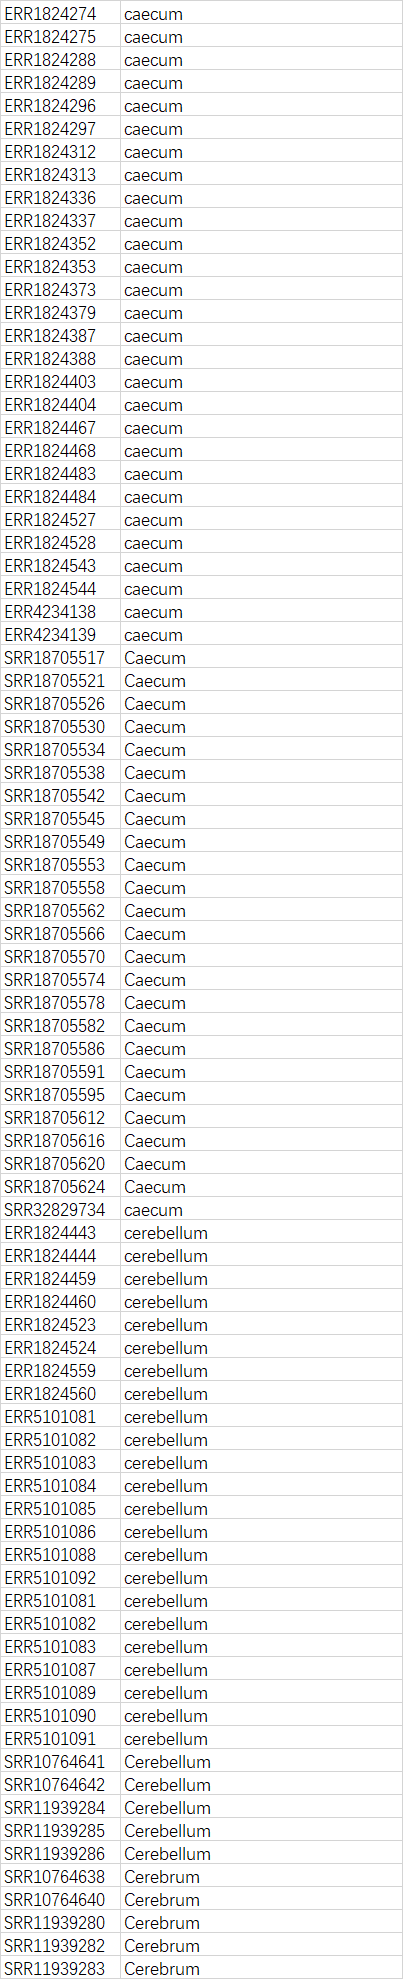 ERR1824274 caecum
ERR1824275 caecum
ERR1824288 caecum
ERR1824289 caecum
ERR1824296 caecum
ERR1824297 caecum
ERR1824312 caecum
ERR1824313 caecum
ERR1824336 caecum
ERR1824337 caecum
ERR1824352 caecum
ERR1824353 caecum
ERR1824373 caecum
ERR1824379 caecum
ERR1824387 caecum
ERR1824388 caecum
ERR1824403 caecum
ERR1824404 caecum
ERR1824467 caecum
ERR1824468 caecum
ERR1824483 caecum
ERR1824484 caecum
ERR1824527 caecum
ERR1824528 caecum
ERR1824543 caecum
ERR1824544 caecum
ERR4234138 caecum
ERR4234139 caecum
SRR18705517 Caecum
SRR18705521 Caecum
SRR18705526 Caecum
SRR18705530 Caecum
SRR18705534 Caecum
SRR18705538 Caecum
SRR18705542 Caecum
SRR18705545 Caecum
SRR18705549 Caecum
SRR18705553 Caecum
SRR18705558 Caecum
SRR18705562 Caecum
SRR18705566 Caecum
SRR18705570 Caecum
SRR18705574 Caecum
SRR18705578 Caecum
SRR18705582 Caecum
SRR18705586 Caecum
SRR18705591 Caecum
SRR18705595 Caecum
SRR18705612 Caecum
SRR18705616 Caecum
SRR18705620 Caecum
SRR18705624 Caecum
SRR32829734 caecum
ERR1824443 cerebellum
ERR1824444 cerebellum
ERR1824459 cerebellum
ERR1824460 cerebellum
ERR1824523 cerebellum
ERR1824524 cerebellum
ERR1824559 cerebellum
ERR1824560 cerebellum
ERR5101081 cerebellum
ERR5101082 cerebellum
ERR5101083 cerebellum
ERR5101084 cerebellum
ERR5101085 cerebellum
ERR5101086 cerebellum
ERR5101088 cerebellum
ERR5101092 cerebellum
ERR5101081 cerebellum
ERR5101082 cerebellum
ERR5101083 cerebellum
ERR5101087 cerebellum
ERR5101089 cerebellum
ERR5101090 cerebellum
ERR5101091 cerebellum
SRR10764641 Cerebellum
SRR10764642 Cerebellum
SRR11939284 Cerebellum
SRR11939285 Cerebellum
SRR11939286 Cerebellum
SRR10764638 Cerebrum
SRR10764640 Cerebrum
SRR11939280 Cerebrum
SRR11939282 Cerebrum
SRR11939283 Cerebrum